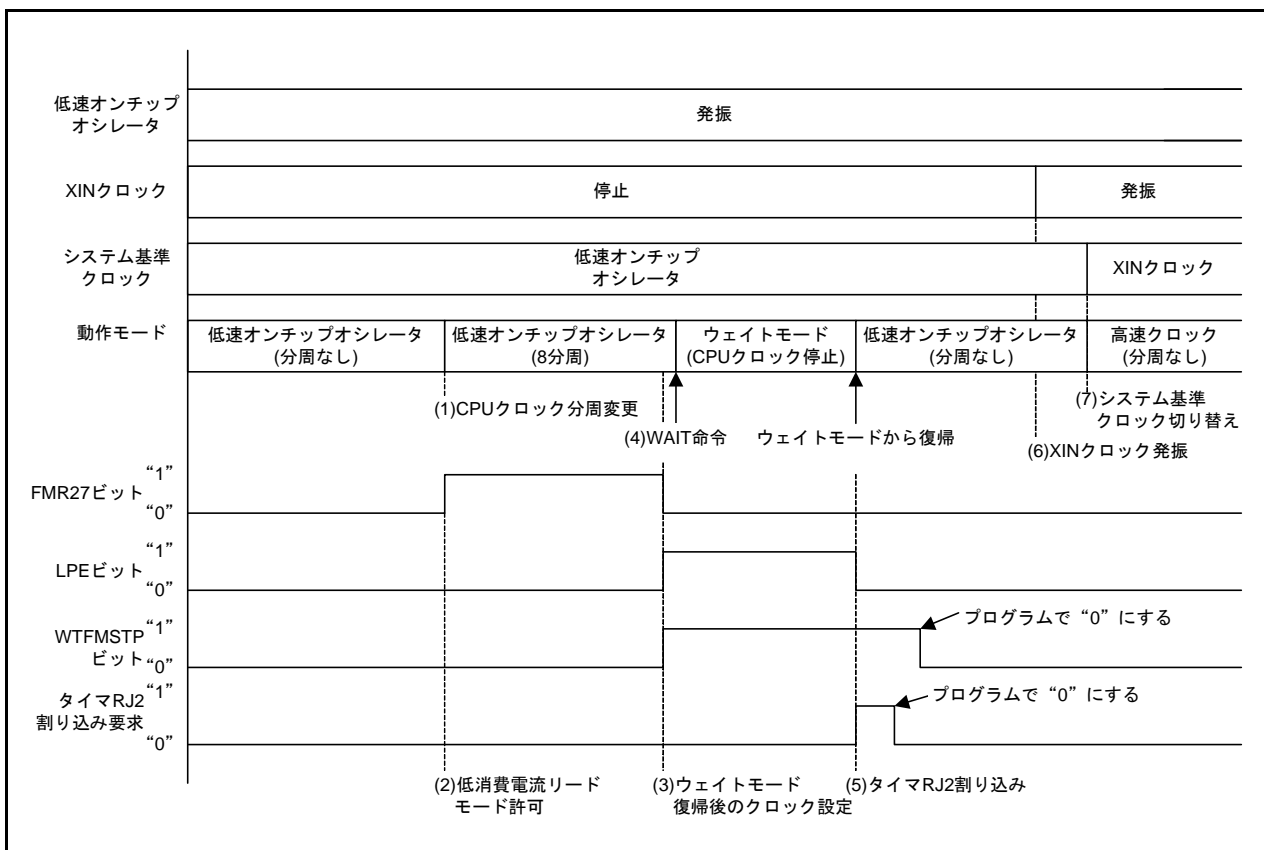 低速オンチップ
オシレータ
発振
XINクロック
停止
発振
システム基準
クロック
低速オンチップ
オシレータ
XINクロック
動作モード
低速オンチップオシレータ
(分周なし)
低速オンチップオシレータ
(8分周)
ウェイトモード
(CPUクロック停止)
低速オンチップオシレータ
(分周なし)
高速クロック
(分周なし)
(1)CPUクロック分周変更
(4)WAIT命令
ウェイトモードから復帰
(7)システム基準
クロック切り替え
(6)XINクロック発振
FMR27ビット
“1”
“0”
LPEビット
“1”
“0”
WTFMSTP
ビット
“1”
“0”
プログラムで“0”にする
タイマRJ2
割り込み要求
“1”
“0”
プログラムで“0”にする
(2)低消費電流リード
モード許可
(3)ウェイトモード
復帰後のクロック設定
(5)タイマRJ2割り込み